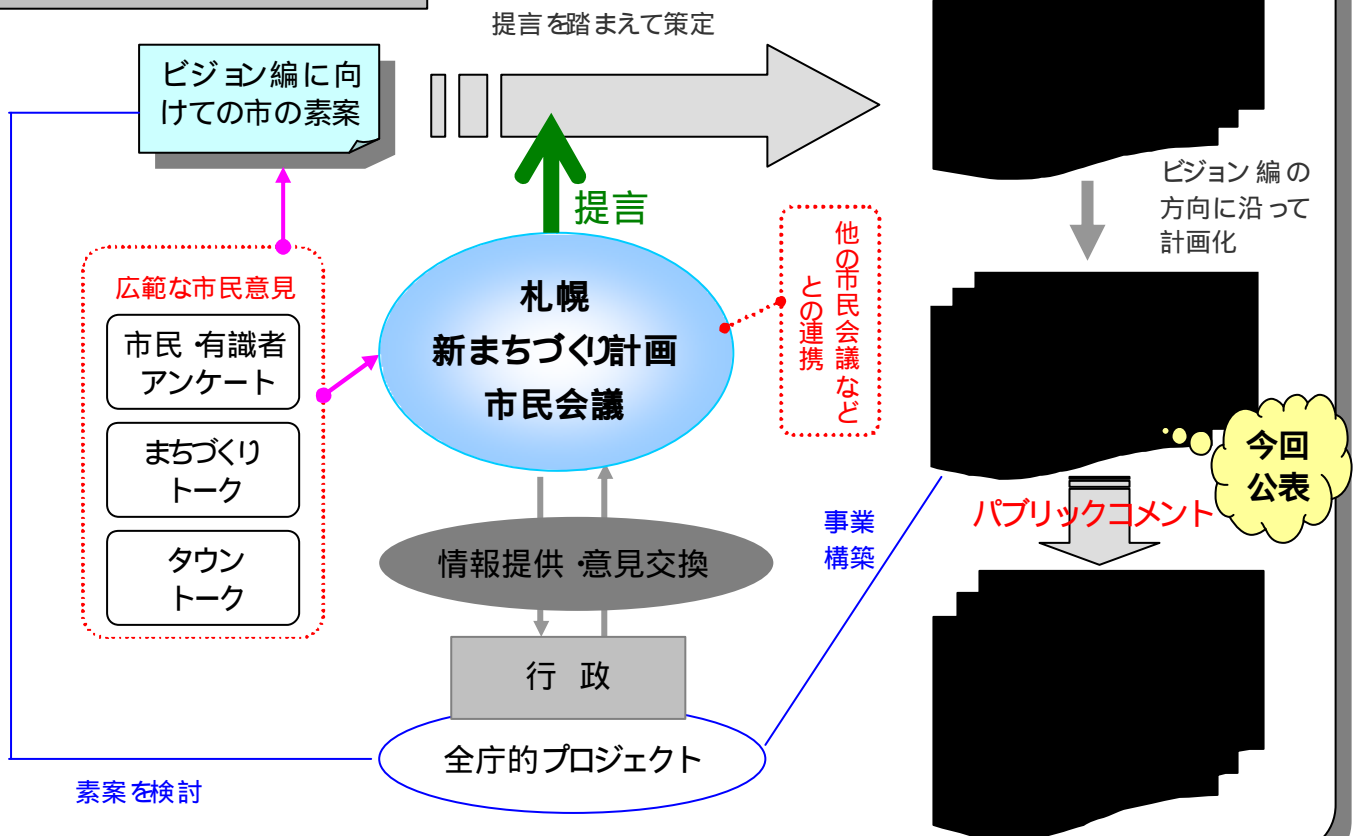 提言を踏まえて策定
ビジョン編に向
けての市の素案
提言
ビジョン編の
方向に沿って
計画化
広範な市民意見
市民・有識者
アンケート
まちづくり
トーク
タウン
トーク
札幌
新まちづくり計画
市民会議
他の市民会議など
との連携
今回
公表
パブリックコメント
事業
構築
情報提供・意見交換
行 政
全庁的プロジェクト
素案を検討